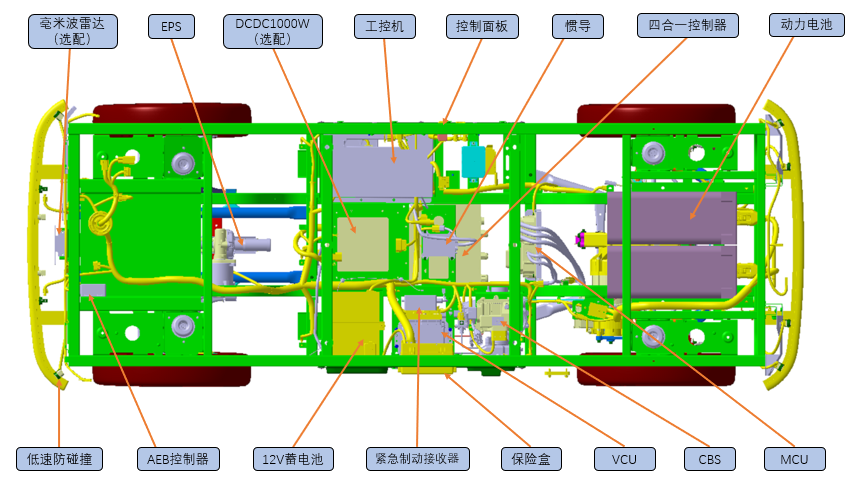 毫米波雷达
（选配）
EPS
DCDC1000W
（选配）
工控机
控制面板
惯导
四合一控制器
动力电池
低速防碰撞
AEB控制器
12V蓄电池
紧急制动接收器
保险盒
VCU
CBS
MCU